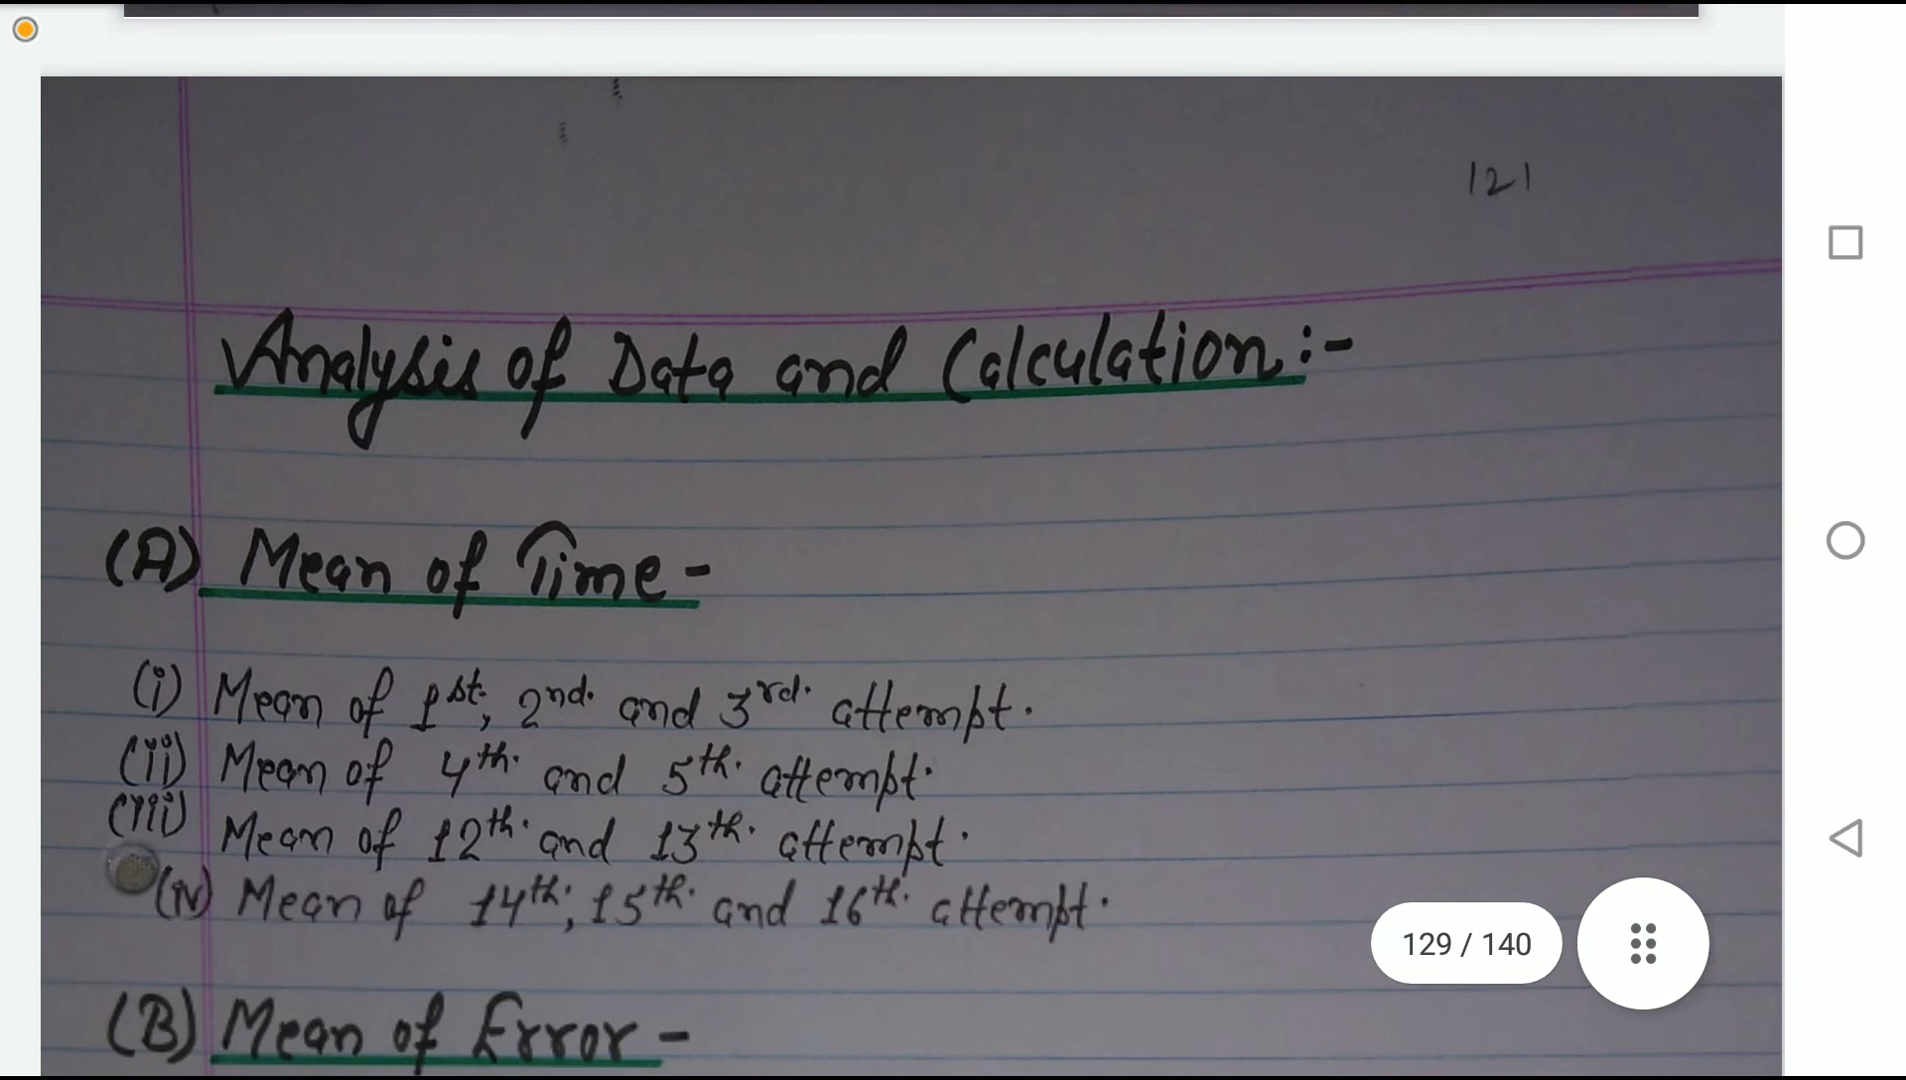 121
Analysis of Data and Calculation :-
(A) Mean of Time -
(i) Mean of 1st., 2nd. and 3rd. attempt.
(ii) Mean of 4th. and 5th. attempt.
(iii) Mean of 12th. and 13th. attempt.
(iv) Mean of 14th., 15th. and 16th. attempt.
129 / 140
(B) Mean of Error -